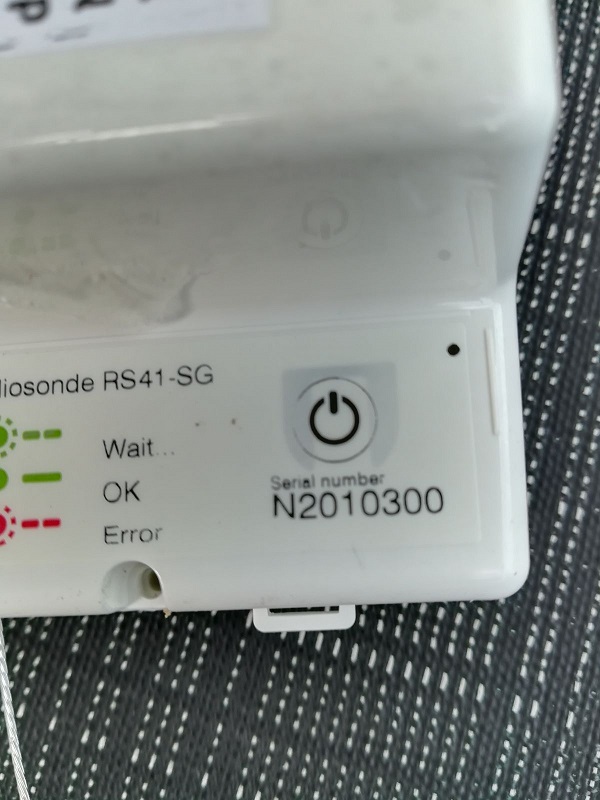 diosonde RS41-SG
Wait...
OK
Error
Serial number
N2010300